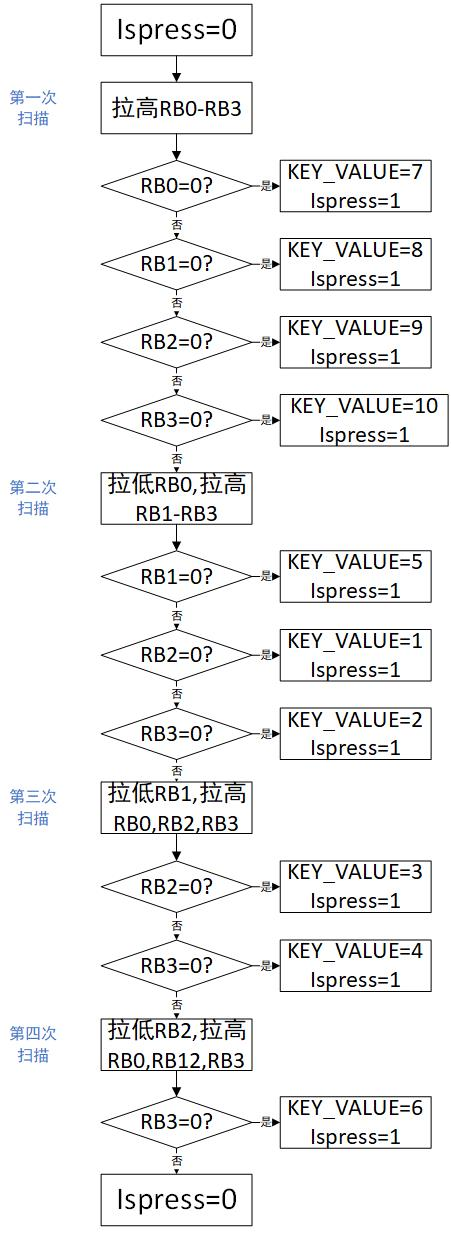 Ispress=0
第一次
扫描
拉高RB0-RB3
RB0=0?
是
KEY_VALUE=7
Ispress=1
否
RB1=0?
是
KEY_VALUE=8
Ispress=1
否
RB2=0?
是
KEY_VALUE=9
Ispress=1
否
RB3=0?
是
KEY_VALUE=10
Ispress=1
否
第二次
扫描
拉低RB0,拉高
RB1-RB3
RB1=0?
是
KEY_VALUE=5
Ispress=1
否
RB2=0?
是
KEY_VALUE=1
Ispress=1
否
RB3=0?
是
KEY_VALUE=2
Ispress=1
否
第三次
扫描
拉低RB1,拉高
RB0,RB2,RB3
RB2=0?
是
KEY_VALUE=3
Ispress=1
否
RB3=0?
是
KEY_VALUE=4
Ispress=1
否
第四次
扫描
拉低RB2,拉高
RB0,RB12,RB3
RB3=0?
是
KEY_VALUE=6
Ispress=1
否
Ispress=0